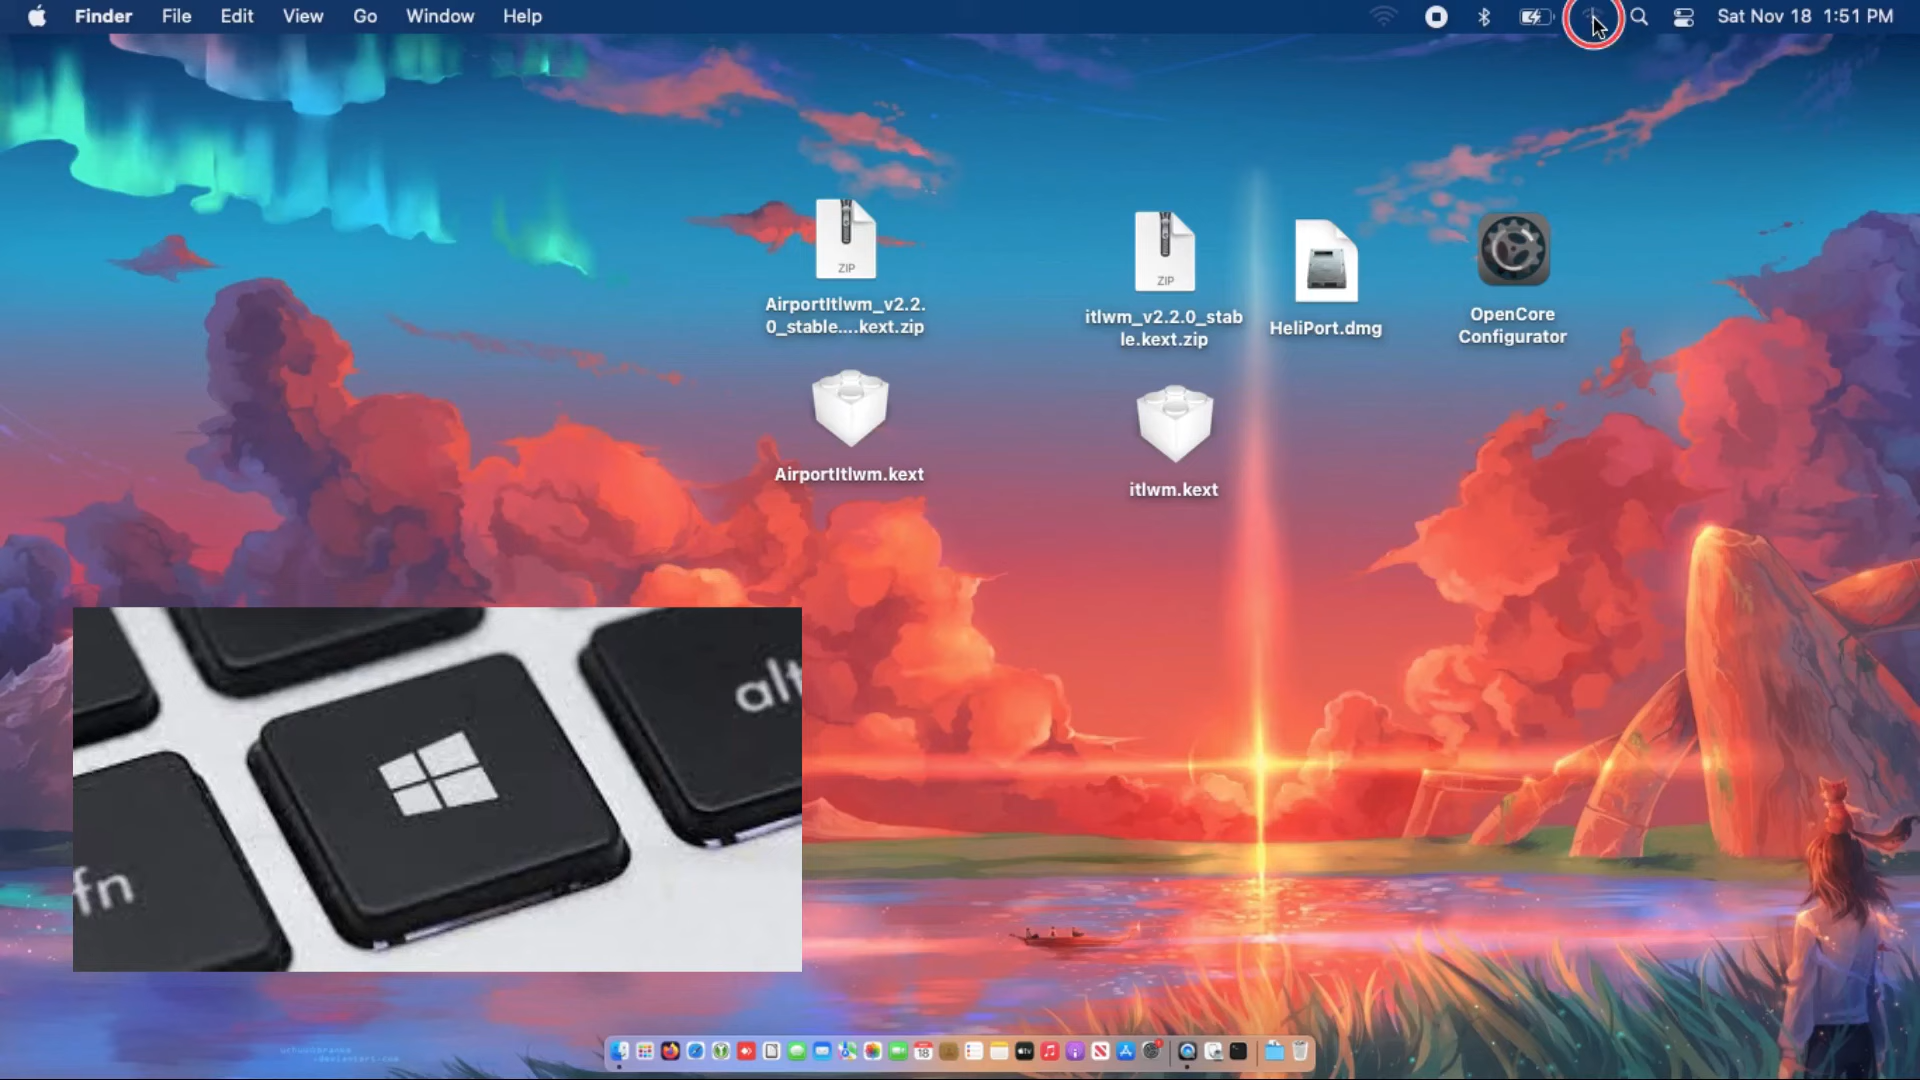 Finder File Edit View Go Window Help Sat Nov 18 1:51 PM
ZIP
AirportItlwm_v2.2.
0_stable....kext.zip
ZIP
itlwm_v2.2.0_stab
le.kext.zip
HeliPort.dmg
OpenCore
Configurator
AirportItlwm.kext
itlwm.kext
alt
fn
18